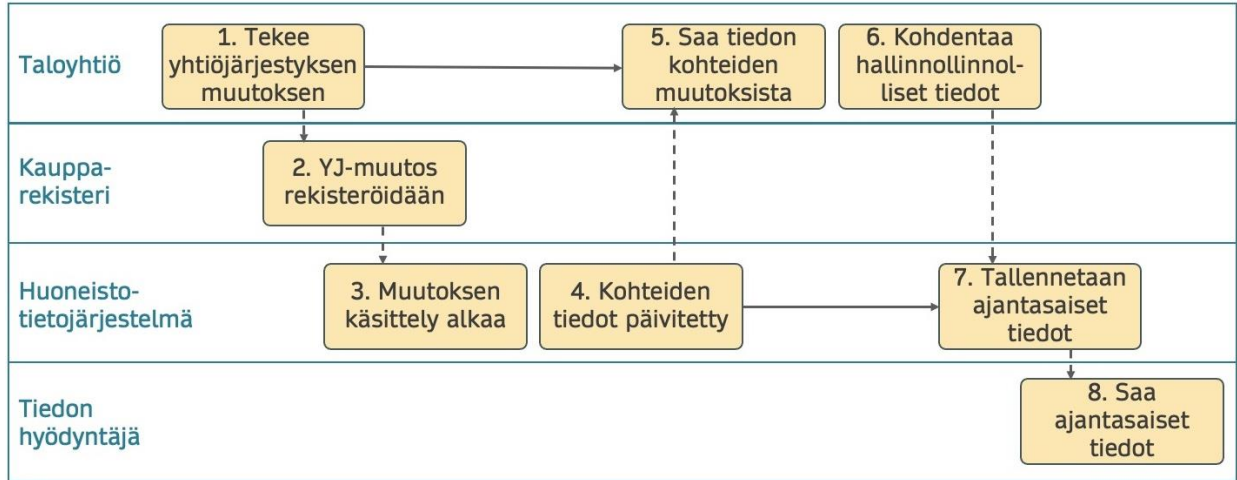 Taloyhtiö
1. Tekee
yhtiöjärjestyksen
muutoksen
5. Saa tiedon
kohteiden
muutoksista
6. Kohdentaa
hallinnollinnol-
liset tiedot
Kauppa-
rekisteri
2. YJ-muutos
rekisteröidään
Huoneisto-
tietojärjestelmä
3. Muutoksen
käsittely alkaa
4. Kohteiden
tiedot päivitetty
7. Tallennetaan
ajantasaiset
tiedot
Tiedon
hyödyntäjä
8. Saa
ajantasaiset
tiedot